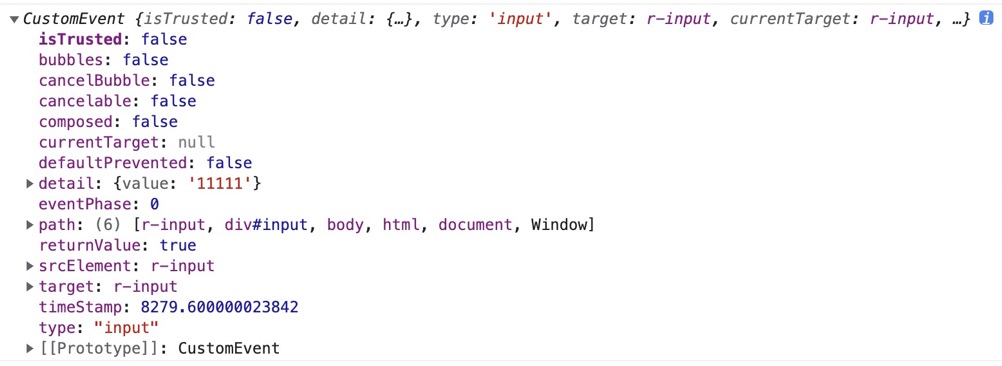 CustomEvent {isTrusted: false, detail: {…}, type: 'input', target: r-input, currentTarget: r-input, …} i
isTrusted: false
bubbles: false
cancelBubble: false
cancelable: false
composed: false
currentTarget: null
defaultPrevented: false
detail: {value: '11111'}
eventPhase: 0
path: (6) [r-input, div#input, body, html, document, Window]
returnValue: true
srcElement: r-input
target: r-input
timeStamp: 8279.600000023842
type: "input"
[[Prototype]]: CustomEvent